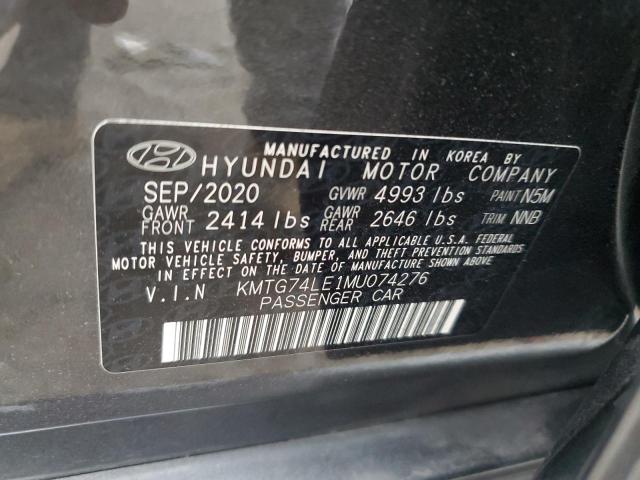 MANUFACTURED IN KOREA BY
HYUNDAI MOTOR COMPANY
SEP/2020 GVWR 4993 lbs PAINT N5M
GAWR FRONT 2414 lbs GAWR REAR 2646 lbs TRIM NNB
THIS VEHICLE CONFORMS TO ALL APPLICABLE U.S.A. FEDERAL
MOTOR VEHICLE SAFETY, BUMPER, AND THEFT PREVENTION STANDARDS
IN EFFECT ON THE DATE OF MANUFACTURE SHOWN ABOVE.
V.I.N KMTG74LE1MU074276
PASSENGER CAR